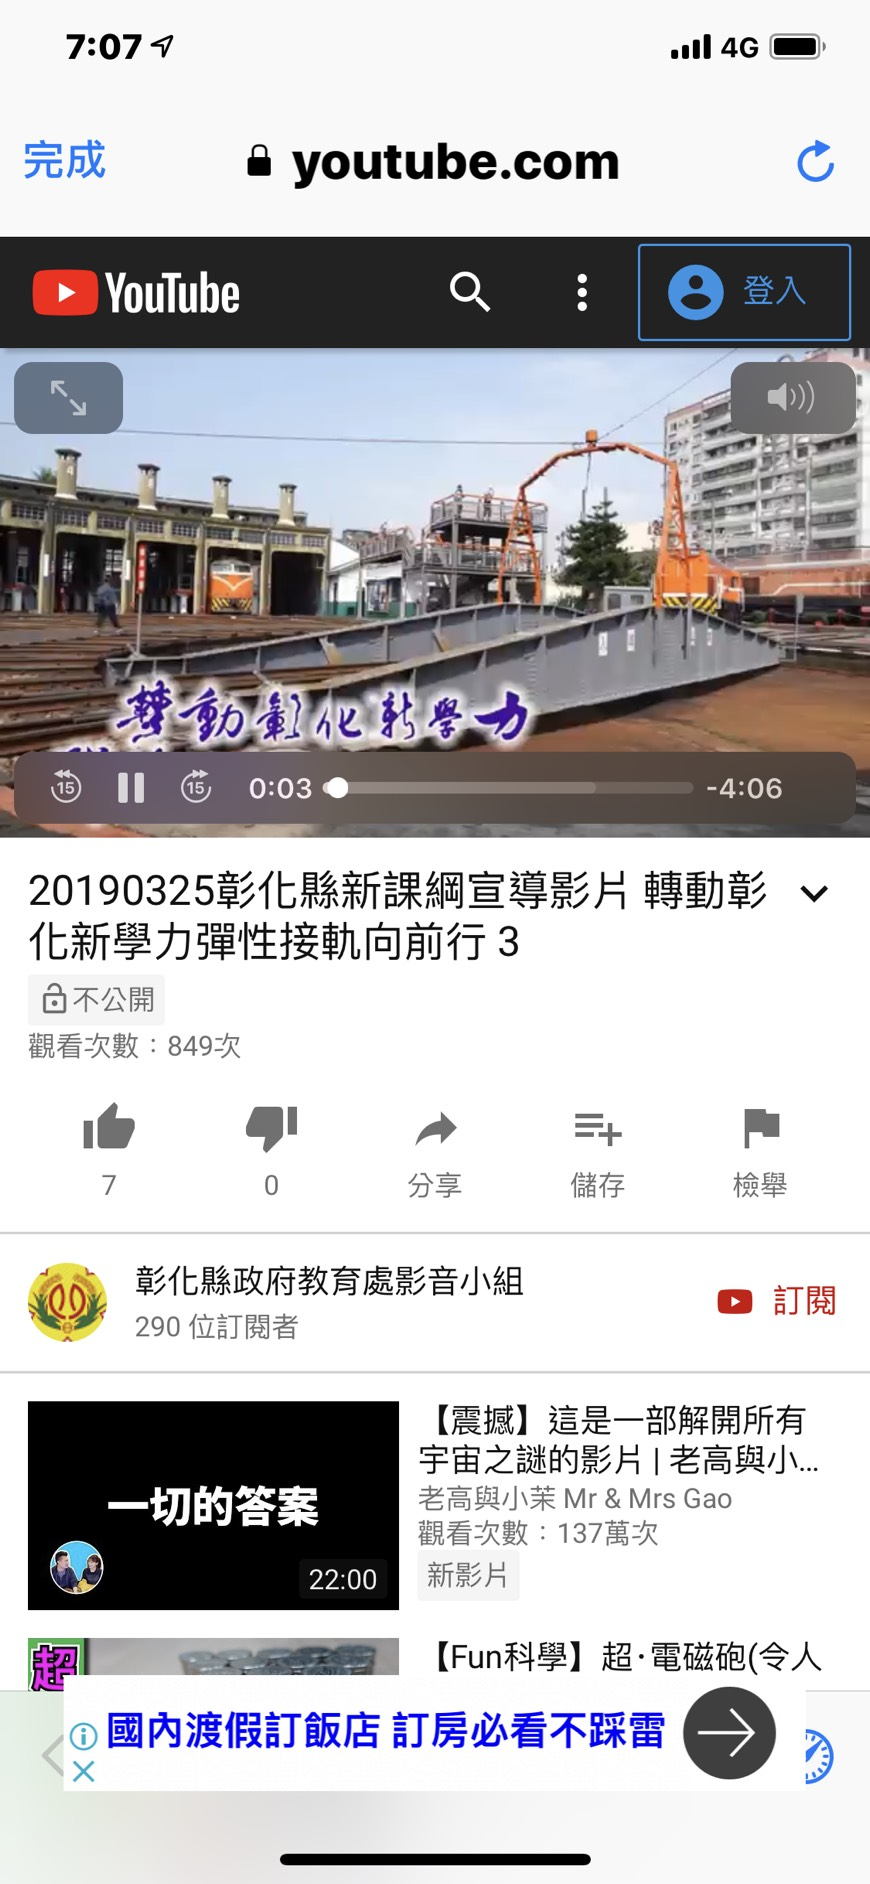 7:07
4G
完成
youtube.com
YouTube
登入
轉動彰化新學力
15
15
0:03
-4:06
20190325彰化縣新課綱宣導影片 轉動彰
化新學力彈性接軌向前行 3
不公開
觀看次數：849次
7
0
分享
儲存
檢舉
彰化縣政府教育處影音小組
290 位訂閱者
訂閱
一切的答案
22:00
【震撼】這是一部解開所有
宇宙之謎的影片 | 老高與小...
老高與小茉 Mr & Mrs Gao
觀看次數：137萬次
新影片
超
【Fun科學】超·電磁砲(令人
國內渡假訂飯店 訂房必看不踩雷